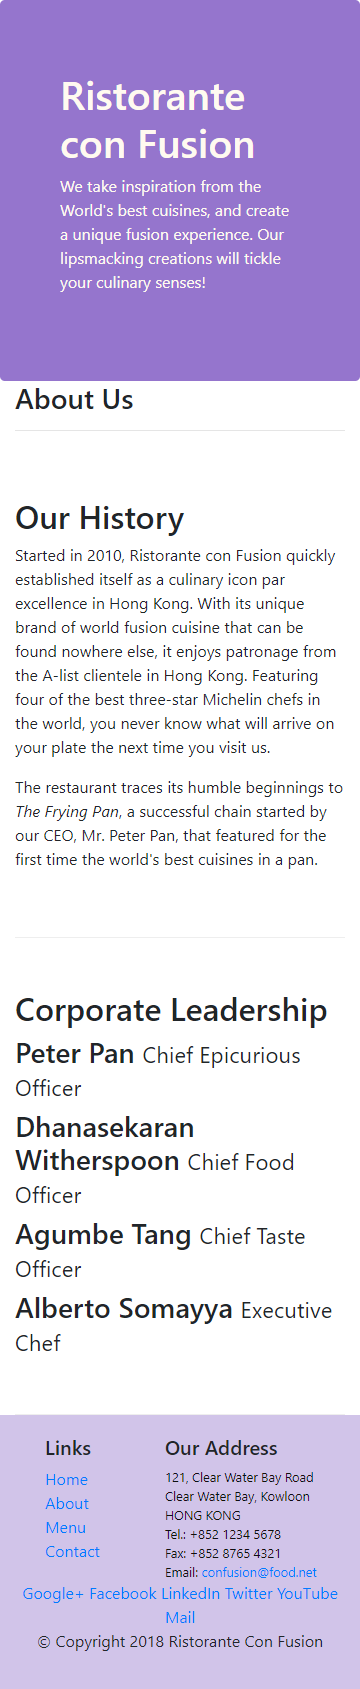 Ristorante
con Fusion
We take inspiration from the
World's best cuisines, and create
a unique fusion experience. Our
lipsmacking creations will tickle
your culinary senses!
About Us
Our History
Started in 2010, Ristorante con Fusion quickly
established itself as a culinary icon par
excellence in Hong Kong. With its unique
brand of world fusion cuisine that can be
found nowhere else, it enjoys patronage from
the A-list clientele in Hong Kong. Featuring
four of the best three-star Michelin chefs in
the world, you never know what will arrive on
your plate the next time you visit us.
The restaurant traces its humble beginnings to
The Frying Pan, a successful chain started by
our CEO, Mr. Peter Pan, that featured for the
first time the world's best cuisines in a pan.
Corporate Leadership
Peter Pan Chief Epicurious
Officer
Dhanasekaran
Witherspoon Chief Food
Officer
Agumbe Tang Chief Taste
Officer
Alberto Somayya Executive
Chef
Links
Home
About
Menu
Contact
Our Address
121, Clear Water Bay Road
Clear Water Bay, Kowloon
HONG KONG
Tel.: +852 1234 5678
Fax: +852 8765 4321
Email: confusion@food.net
Google+ Facebook LinkedIn Twitter YouTube
Mail
© Copyright 2018 Ristorante Con Fusion